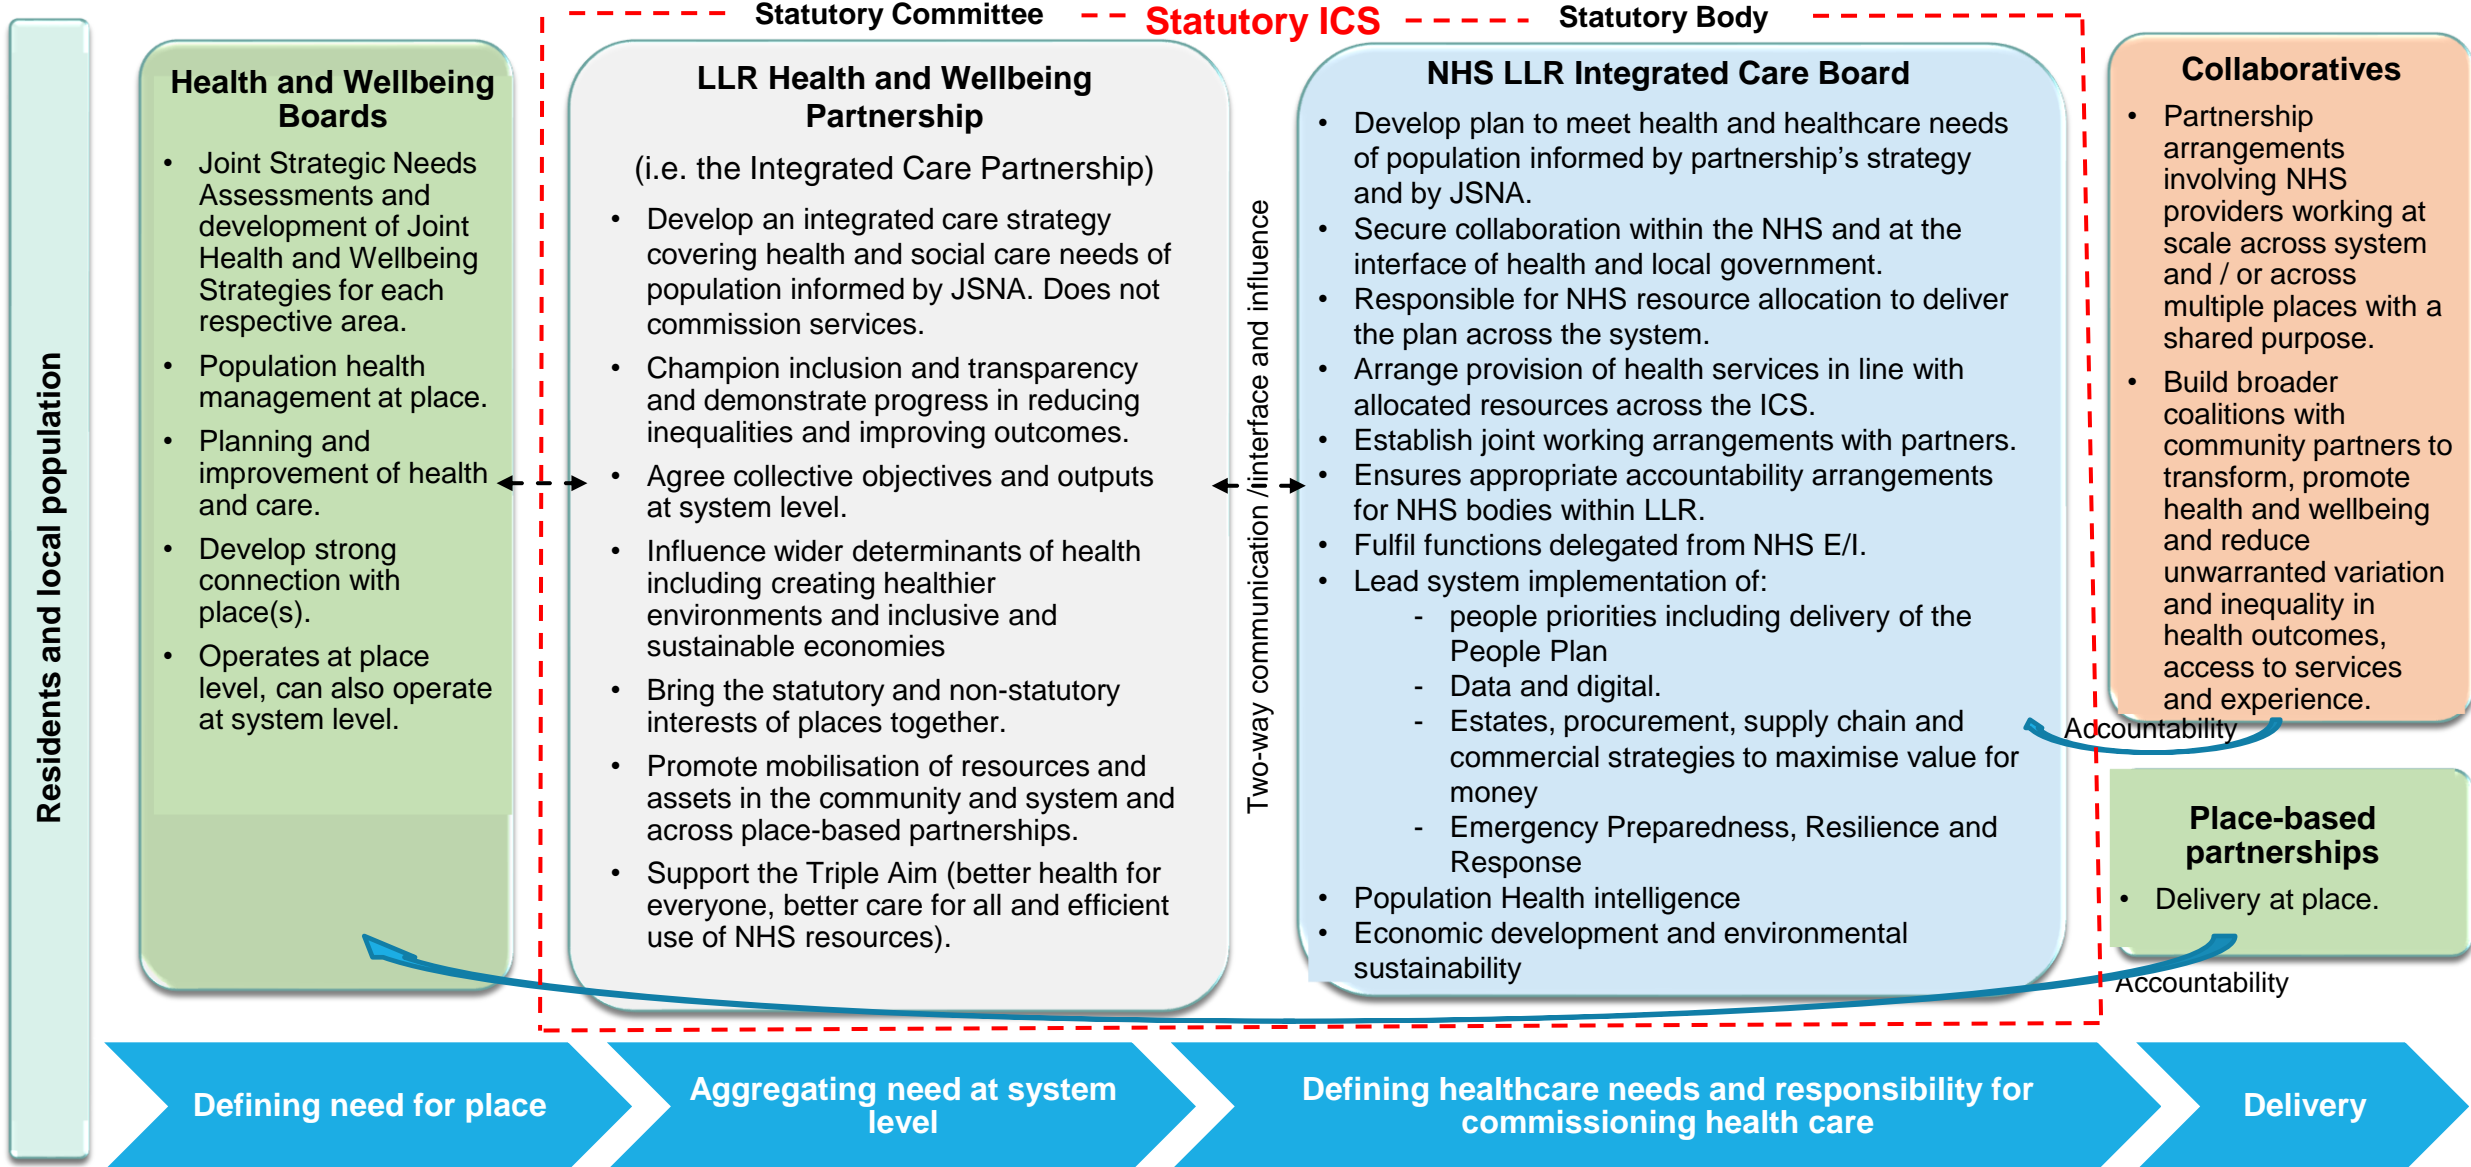 Statutory Committee
Statutory ICS
Statutory Body
Residents and local population
Health and Wellbeing
Boards
• Joint Strategic Needs
Assessments and
development of Joint
Health and Wellbeing
Strategies for each
respective area.
• Population health
management at place.
• Planning and
improvement of health
and care.
• Develop strong
connection with
place(s).
• Operates at place
level, can also operate
at system level.
LLR Health and Wellbeing
Partnership
(i.e. the Integrated Care Partnership)
• Develop an integrated care strategy
covering health and social care needs of
population informed by JSNA. Does not
commission services.
• Champion inclusion and transparency
and demonstrate progress in reducing
inequalities and improving outcomes.
• Agree collective objectives and outputs
at system level.
• Influence wider determinants of health
including creating healthier
environments and inclusive and
sustainable economies
• Bring the statutory and non-statutory
interests of places together.
• Promote mobilisation of resources and
assets in the community and system and
across place-based partnerships.
• Support the Triple Aim (better health for
everyone, better care for all and efficient
use of NHS resources).
Two-way communication /interface and influence
NHS LLR Integrated Care Board
• Develop plan to meet health and healthcare needs
of population informed by partnership’s strategy
and by JSNA.
• Secure collaboration within the NHS and at the
interface of health and local government.
• Responsible for NHS resource allocation to deliver
the plan across the system.
• Arrange provision of health services in line with
allocated resources across the ICS.
• Establish joint working arrangements with partners.
• Ensures appropriate accountability arrangements
for NHS bodies within LLR.
• Fulfil functions delegated from NHS E/I.
• Lead system implementation of:
- people priorities including delivery of the
People Plan
- Data and digital.
- Estates, procurement, supply chain and
commercial strategies to maximise value for
money
- Emergency Preparedness, Resilience and
Response
• Population Health intelligence
• Economic development and environmental
sustainability
Collaboratives
• Partnership
arrangements
involving NHS
providers working at
scale across system
and / or across
multiple places with a
shared purpose.
• Build broader
coalitions with
community partners to
transform, promote
health and wellbeing
and reduce
unwarranted variation
and inequality in
health outcomes,
access to services
and experience.
Accountability
Place-based
partnerships
• Delivery at place.
Accountability
Defining need for place
Aggregating need at system
level
Defining healthcare needs and responsibility for
commissioning health care
Delivery